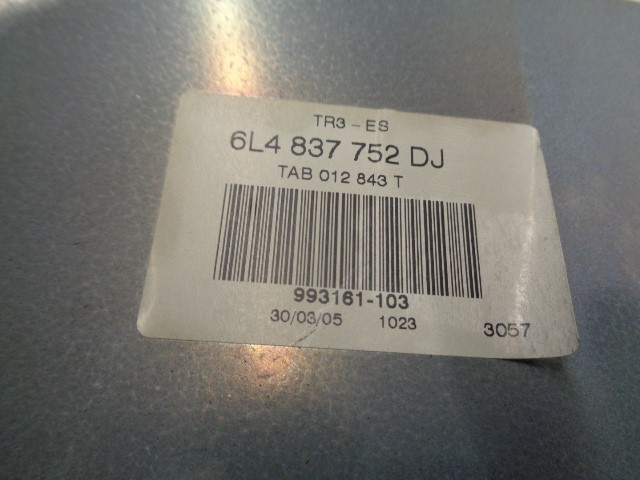 TR3 - ES
6L4 837 752 DJ
TAB 012 843 T
993161-103
30/03/05 1023 3057